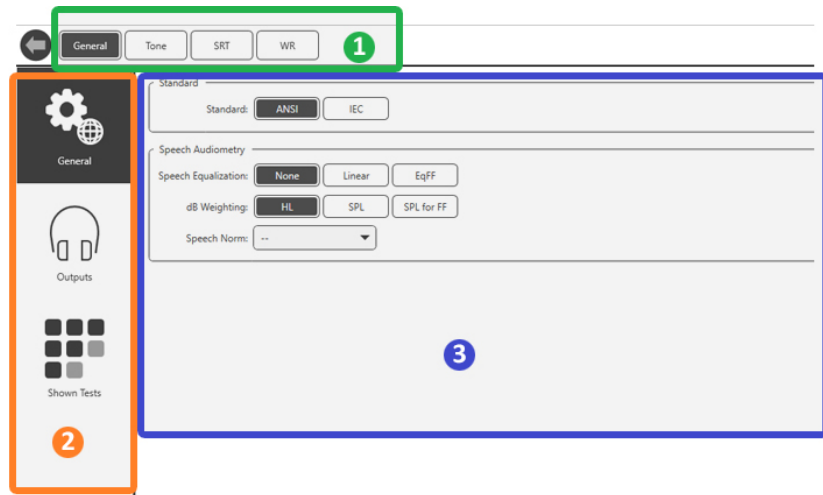 General Tone SRT WR 1
Standard
Standard: ANSI IEC
General
Speech Audiometry
Speech Equalization: None Linear EqFF
dB Weighting: HL SPL SPL for FF
Speech Norm: --
Outputs
3
Shown Tests
2